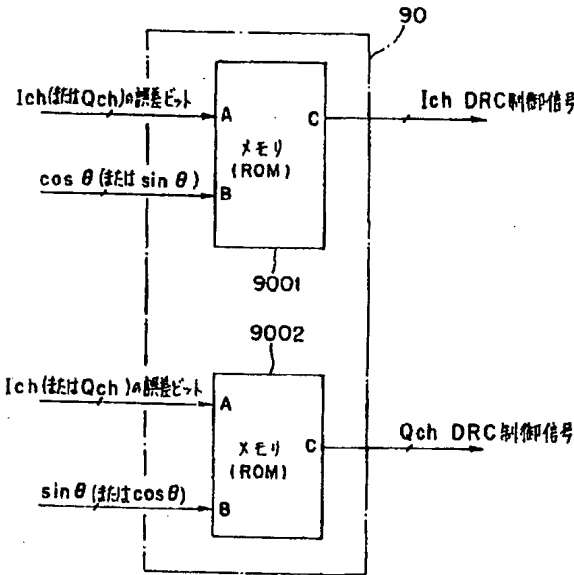 90
Ich(またはQch)の誤差ビット
A
C
Ich DRC制御信号
メモリ
(ROM)
cos θ (または sin θ)
B
9001
9002
Ich(またはQch)の誤差ビット
A
C
Qch DRC制御信号
メモリ
(ROM)
sin θ (または cos θ)
B